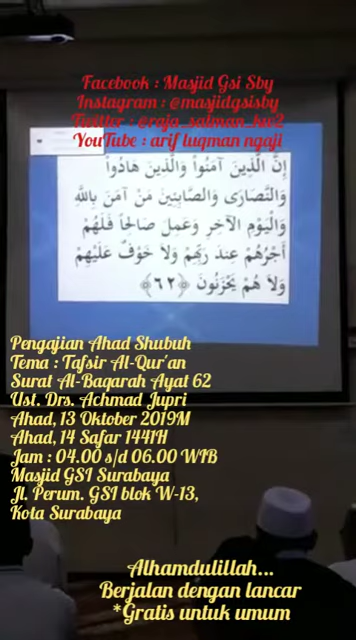 Facebook : Masjid Gsi Sby
Instagram : @masjidgsisby
Twitter : @raja_salman_kw2
YouTube : arif luqman ngaji
إِنَّ الَّذِينَ آمَنُواْ وَالَّذِينَ هَادُواْ
وَالنَّصَارَى وَالصَّابِئِينَ مَنْ آمَنَ بِاللَّهِ
وَالْيَوْمِ الآخِرِ وَعَمِلَ صَالِحًا فَلَهُمْ
أَجْرُهُمْ عِندَ رَبِّهِمْ وَلاَ خَوْفٌ عَلَيْهِمْ
وَلاَ هُمْ يَحْزَنُونَ ﴿٦٢﴾
Pengajian Ahad Shubuh
Tema : Tafsir Al-Qur'an
Surat Al-Baqarah Ayat 62
Ust. Drs. Achmad Jupri
Ahad, 13 Oktober 2019M
Ahad, 14 Safar 1441H
Jam : 04.00 s/d 06.00 WIB
Masjid GSI Surabaya
Jl. Perum. GSI blok W-13,
Kota Surabaya
Alhamdulillah...
Berjalan dengan lancar
*Gratis untuk umum